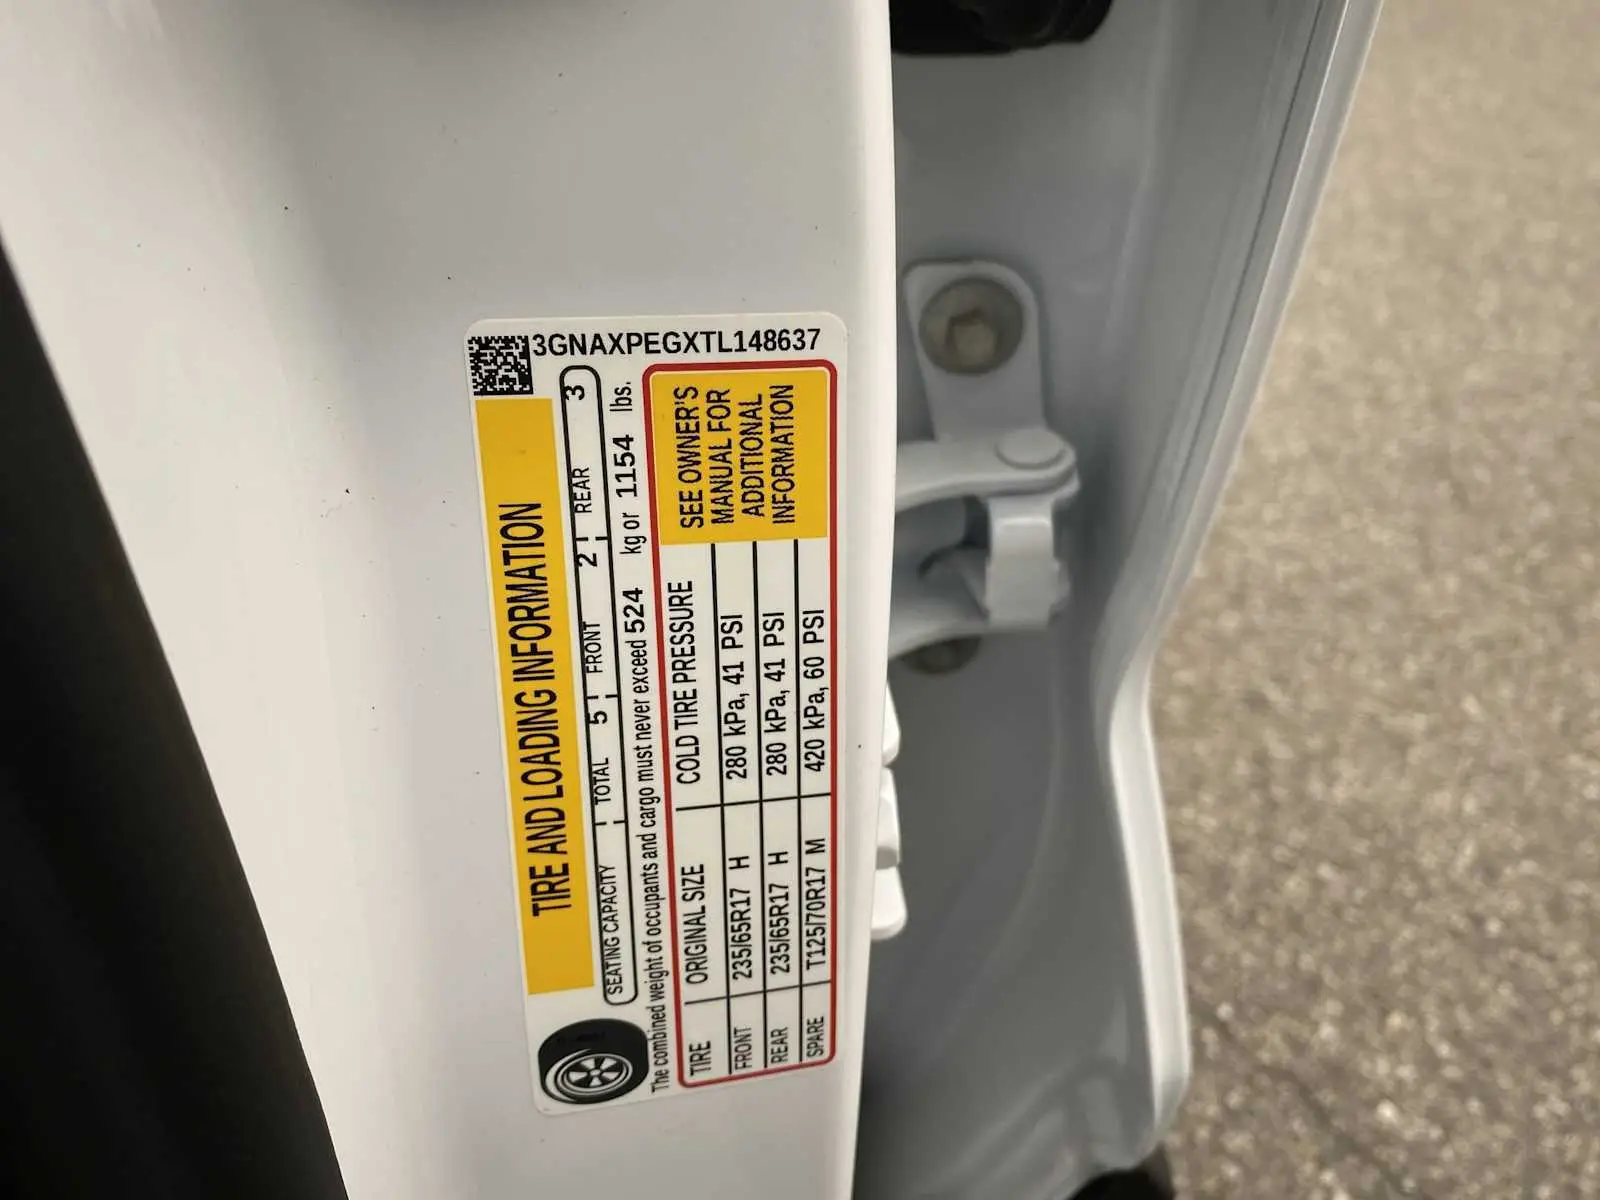 3GNAXPEGXTL148637
TIRE AND LOADING INFORMATION
SEATING CAPACITY TOTAL 5 FRONT 2 REAR 3
The combined weight of occupants and cargo must never exceed 524 kg or 1154 lbs.
TIRE ORIGINAL SIZE COLD TIRE PRESSURE
FRONT 235/65R17 H 280 kPa, 41 PSI
REAR 235/65R17 H 280 kPa, 41 PSI
SPARE T125/70R17 M 420 kPa, 60 PSI
SEE OWNER'S
MANUAL FOR
ADDITIONAL
INFORMATION